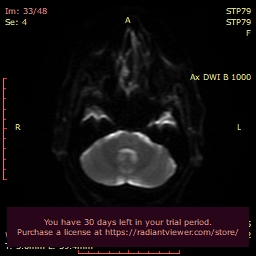 Im: 33/48
Se: 4
A
STP79
STP79
F
Ax DWI B 1000
R
L
You have 30 days left in your trial period.
Purchase a license at https://radiantviewer.com/store/